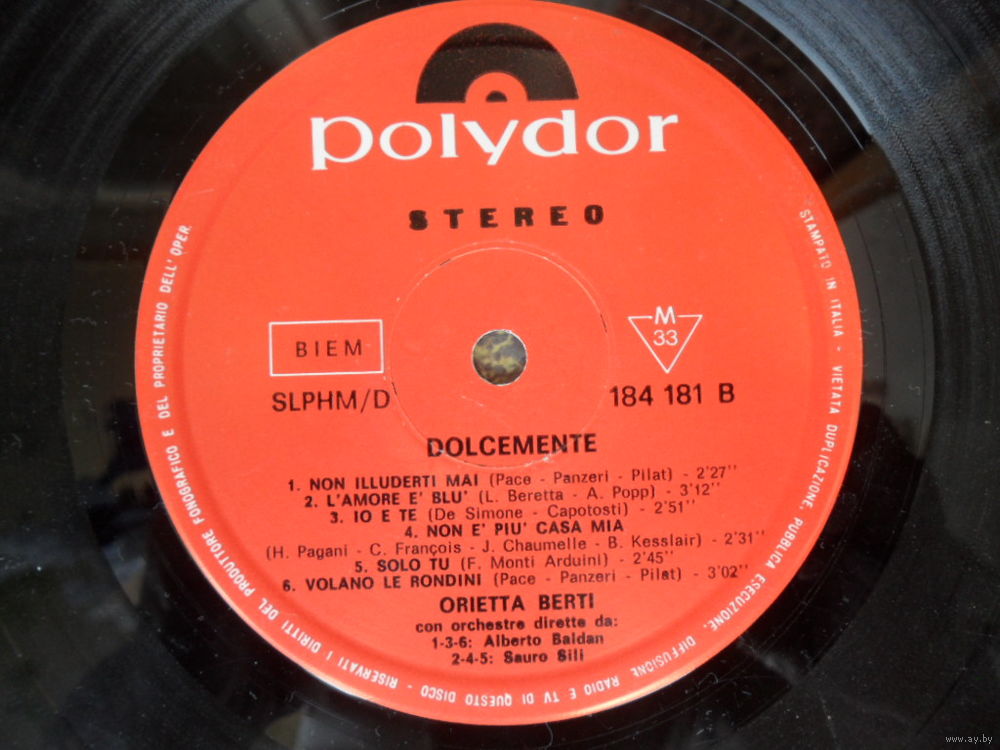 polydor
STEREO
BIEM
M
33
SLPHM/D
184 181 B
DOLCEMENTE
1. NON ILLUDERTI MAI (Pace - Panzeri - Pilat) - 2'27''
2. L'AMORE E' BLU' (L. Beretta - A. Popp) - 3'12''
3. IO E TE (De Simone - Capotosti) - 2'51''
4. NON E' PIU' CASA MIA
(H. Pagani - C. François - J. Chaumelle - B. Kesslair) - 2'31''
5. SOLO TU (F. Monti Arduini) - 2'45''
6. VOLANO LE RONDINI (Pace - Panzeri - Pilat) - 3'02''
ORIETTA BERTI
con orchestre dirette da:
1-3-6: Alberto Baldan
2-4-5: Sauro Sili
STAMPATO IN ITALIA - VIETATA DUPLICAZIONE, PUBBLICA ESECUZIONE, DIFFUSIONE RADIO E TV DI QUESTO DISCO - RISERVATI I DIRITTI DEL PRODUTTORE FONOGRAFICO E DEL PROPRIETARIO DELL'OPER.
www.ay.by